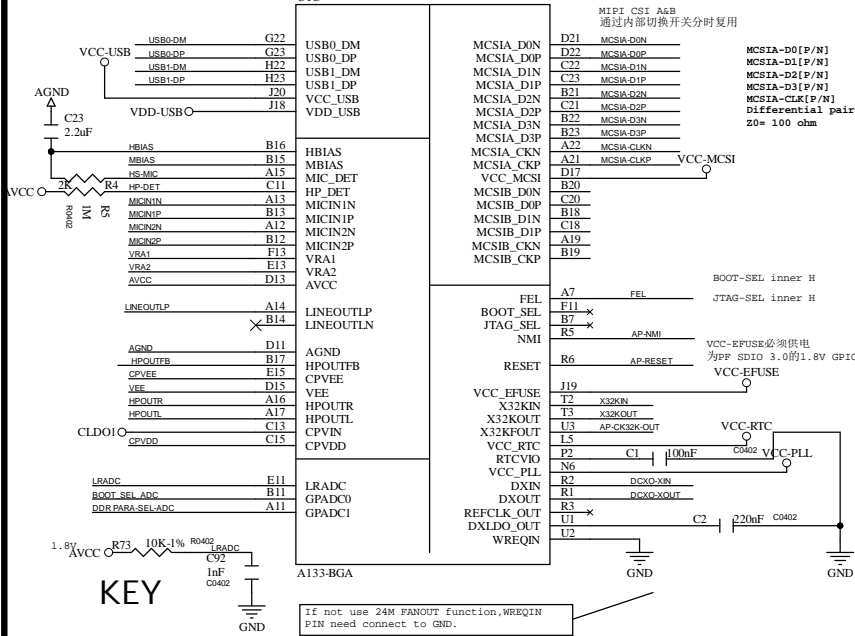 MIPI CSI A&B
通过内部切换开关分时复用
USB0-DM G22 USB0_DM
USB0-DP G23 USB0_DP
USB1-DM H22 USB1_DM
USB1-DP H23 USB1_DP
VCC-USB J20 VCC_USB
VDD-USB J18 VDD_USB
AGND
C23
2.2uF
HBIAS B16 HBIAS
MBIAS B15 MBIAS
HS-MIC A15 MIC_DET
2K R4 HP-DET C11 HP_DET
AVCC
R0402 1M R5
MICIN1N A13 MICIN1N
MICIN1P B13 MICIN1P
MICIN2N A12 MICIN2N
MICIN2P B12 MICIN2P
VRA1 F13 VRA1
VRA2 E13 VRA2
AVCC D13 AVCC
LINEOUTLP A14 LINEOUTLP
B14 LINEOUTLN
AGND D11 AGND
HPOUTFB B17 HPOUTFB
CPVEE E15 CPVEE
VEE D15 VEE
HPOUTR A16 HPOUTR
HPOUTL A17 HPOUTL
CLDO1 C13 CPVIN
CPVDD C15 CPVDD
LRADC E11 LRADC
BOOT_SEL_ADC B11 GPADC0
DDR PARA-SEL-ADC A11 GPADC1
MCSIA_D0N D21 MCSIA-D0N
MCSIA_D0P D22 MCSIA-D0P
MCSIA_D1N C22 MCSIA-D1N
MCSIA_D1P C23 MCSIA-D1P
MCSIA_D2N B21 MCSIA-D2N
MCSIA_D2P C21 MCSIA-D2P
MCSIA_D3N B22 MCSIA-D3N
MCSIA_D3P B23 MCSIA-D3P
MCSIA_CKN A22 MCSIA-CLKN
MCSIA_CKP A21 MCSIA-CLKP
VCC_MCSI D17 VCC-MCSI
MCSIB_D0N B20
MCSIB_D0P C20
MCSIB_D1N B18
MCSIB_D1P C18
MCSIB_CKN A19
MCSIB_CKP B19
MCSIA-D0[P/N]
MCSIA-D1[P/N]
MCSIA-D2[P/N]
MCSIA-D3[P/N]
MCSIA-CLK[P/N]
Differential pair
Z0= 100 ohm
BOOT-SEL inner H
JTAG-SEL inner H
FEL A7 FEL
BOOT_SEL F11
JTAG_SEL B7
NMI R5 AP-NMI
VCC-EFUSE必须供电
为PF SDIO 3.0的1.8V GPIO
RESET R6 AP-RESET
VCC-EFUSE
VCC_EFUSE J19
X32KIN T2 X32KIN
X32KOUT T3 X32KOUT
X32KFOUT U3 AP-CK32K-OUT
VCC_RTC L5 VCC-RTC
RTCVIO P2 C1 100nF C0402
VCC_PLL N6 VCC-PLL
DXIN R2 DCXO-XIN
DXOUT R1 DCXO-XOUT
REFCLK_OUT R3
DXLDO_OUT U1 C2 220nF C0402
WREQIN U2
GND
GND
A133-BGA
1.8V AVCC R73 10K-1% R0402 LRADC
C92
1nF
C0402
GND
KEY
If not use 24M FANOUT function,WREQIN
PIN need connect to GND.